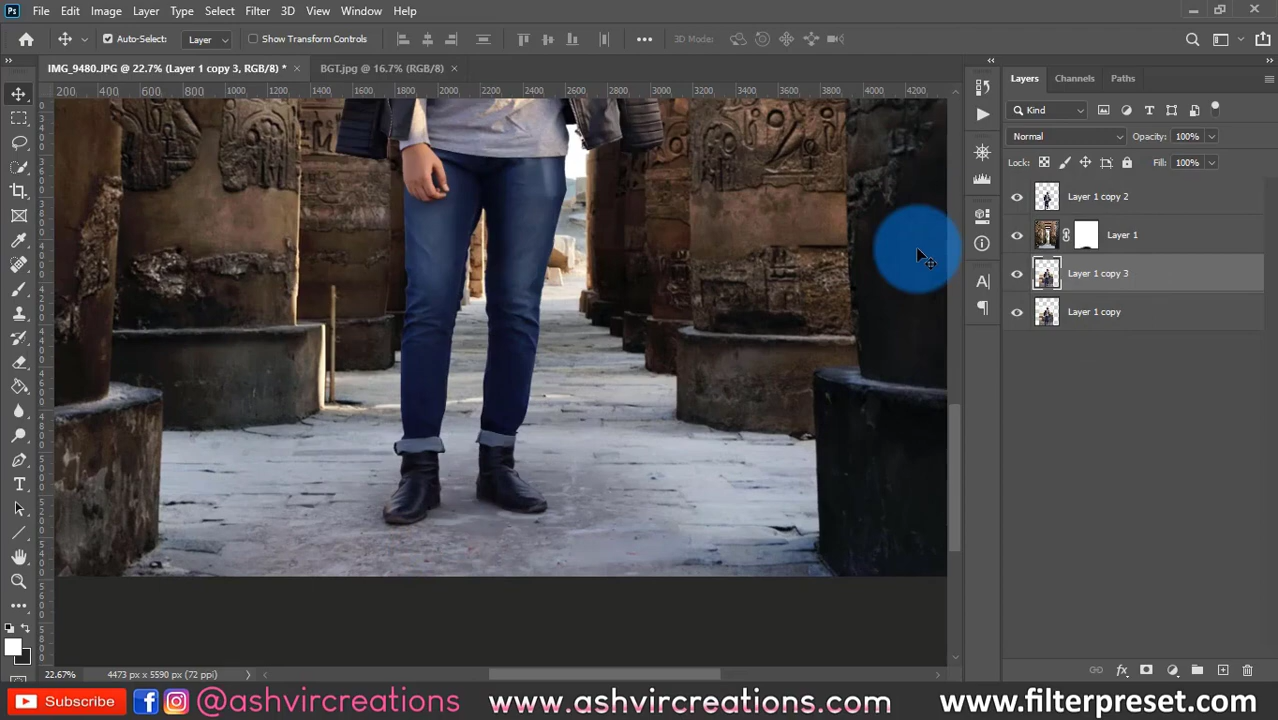 Ps File Edit Image Layer Type Select Filter 3D View Window Help
Auto-Select: Layer Show Transform Controls 3D Mode:
IMG_9480.JPG @ 22.7% (Layer 1 copy 3, RGB/8) * × BGT.jpg @ 16.7% (RGB/8) ×
200 400 600 800 1000 1200 1400 1600 1800 2000 2200 2400 2600 2800 3000 3200 3400 3600 3800 4000 4200
Layers Channels Paths
Kind
Normal Opacity: 100%
Lock: Fill: 100%
Layer 1 copy 2
Layer 1
Layer 1 copy 3
Layer 1 copy
22.67% 4473 px x 5590 px (72 ppi)
Subscribe @ashvircreations www.ashvircreations.com www.filterpreset.com